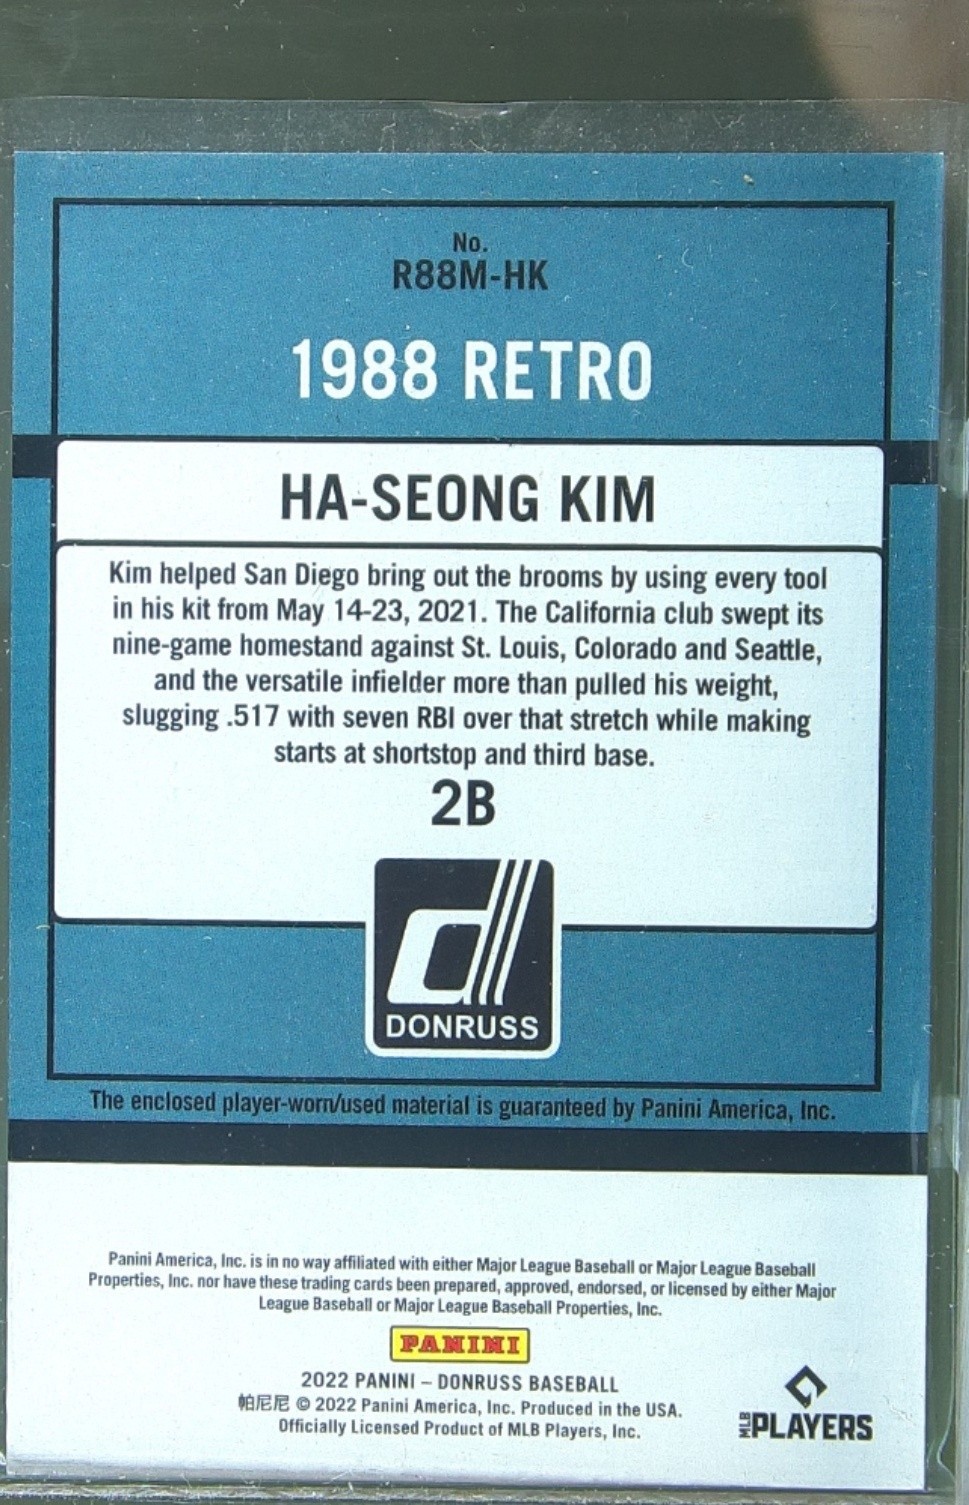 No.
R88M-HK
1988 RETRO
HA-SEONG KIM
Kim helped San Diego bring out the brooms by using every tool
in his kit from May 14-23, 2021. The California club swept its
nine-game homestand against St. Louis, Colorado and Seattle,
and the versatile infielder more than pulled his weight,
slugging .517 with seven RBI over that stretch while making
starts at shortstop and third base.
2B
DONRUSS
The enclosed player-worn/used material is guaranteed by Panini America, Inc.
Panini America, Inc. is in no way affiliated with either Major League Baseball or Major League Baseball
Properties, Inc. nor have these trading cards been prepared, approved, endorsed, or licensed by either Major
League Baseball or Major League Baseball Properties, Inc.
PANINI
2022 PANINI – DONRUSS BASEBALL
帕尼尼 © 2022 Panini America, Inc. Produced in the USA.
Officially Licensed Product of MLB Players, Inc.
MLB PLAYERS